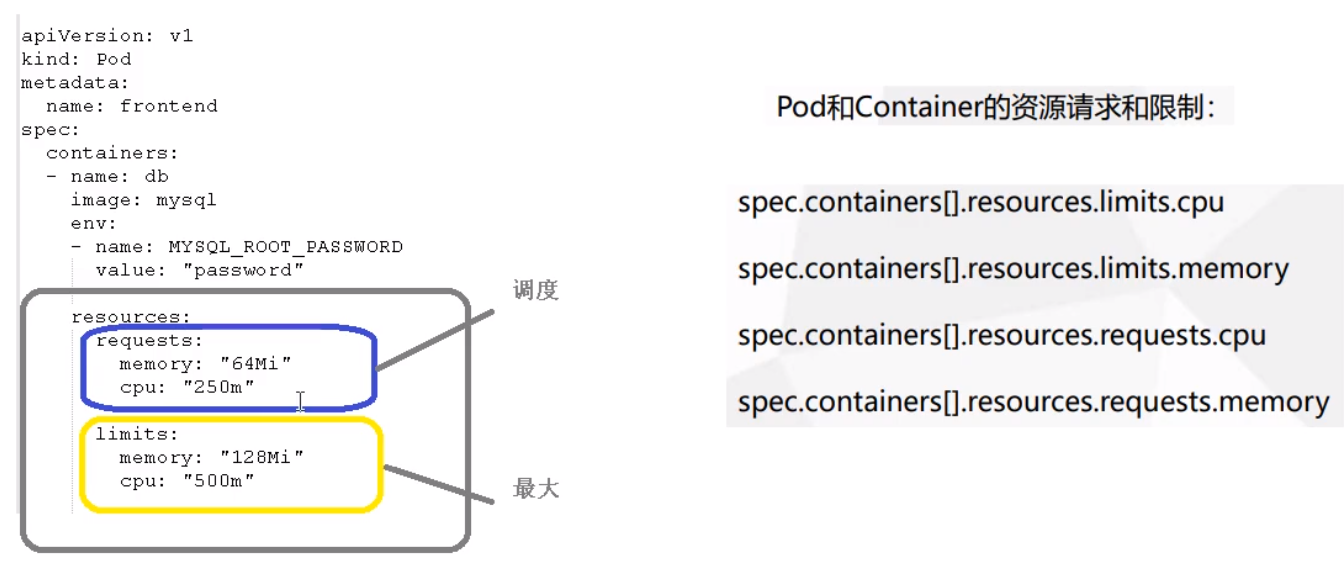 apiVersion: v1
kind: Pod
metadata:
  name: frontend
spec:
  containers:
  - name: db
    image: mysql
    env:
    - name: MYSQL_ROOT_PASSWORD
      value: "password"
    resources:
      requests:
        memory: "64Mi"
        cpu: "250m"
      limits:
        memory: "128Mi"
        cpu: "500m"
调度
最大
Pod和Container的资源请求和限制：
spec.containers[].resources.limits.cpu
spec.containers[].resources.limits.memory
spec.containers[].resources.requests.cpu
spec.containers[].resources.requests.memory